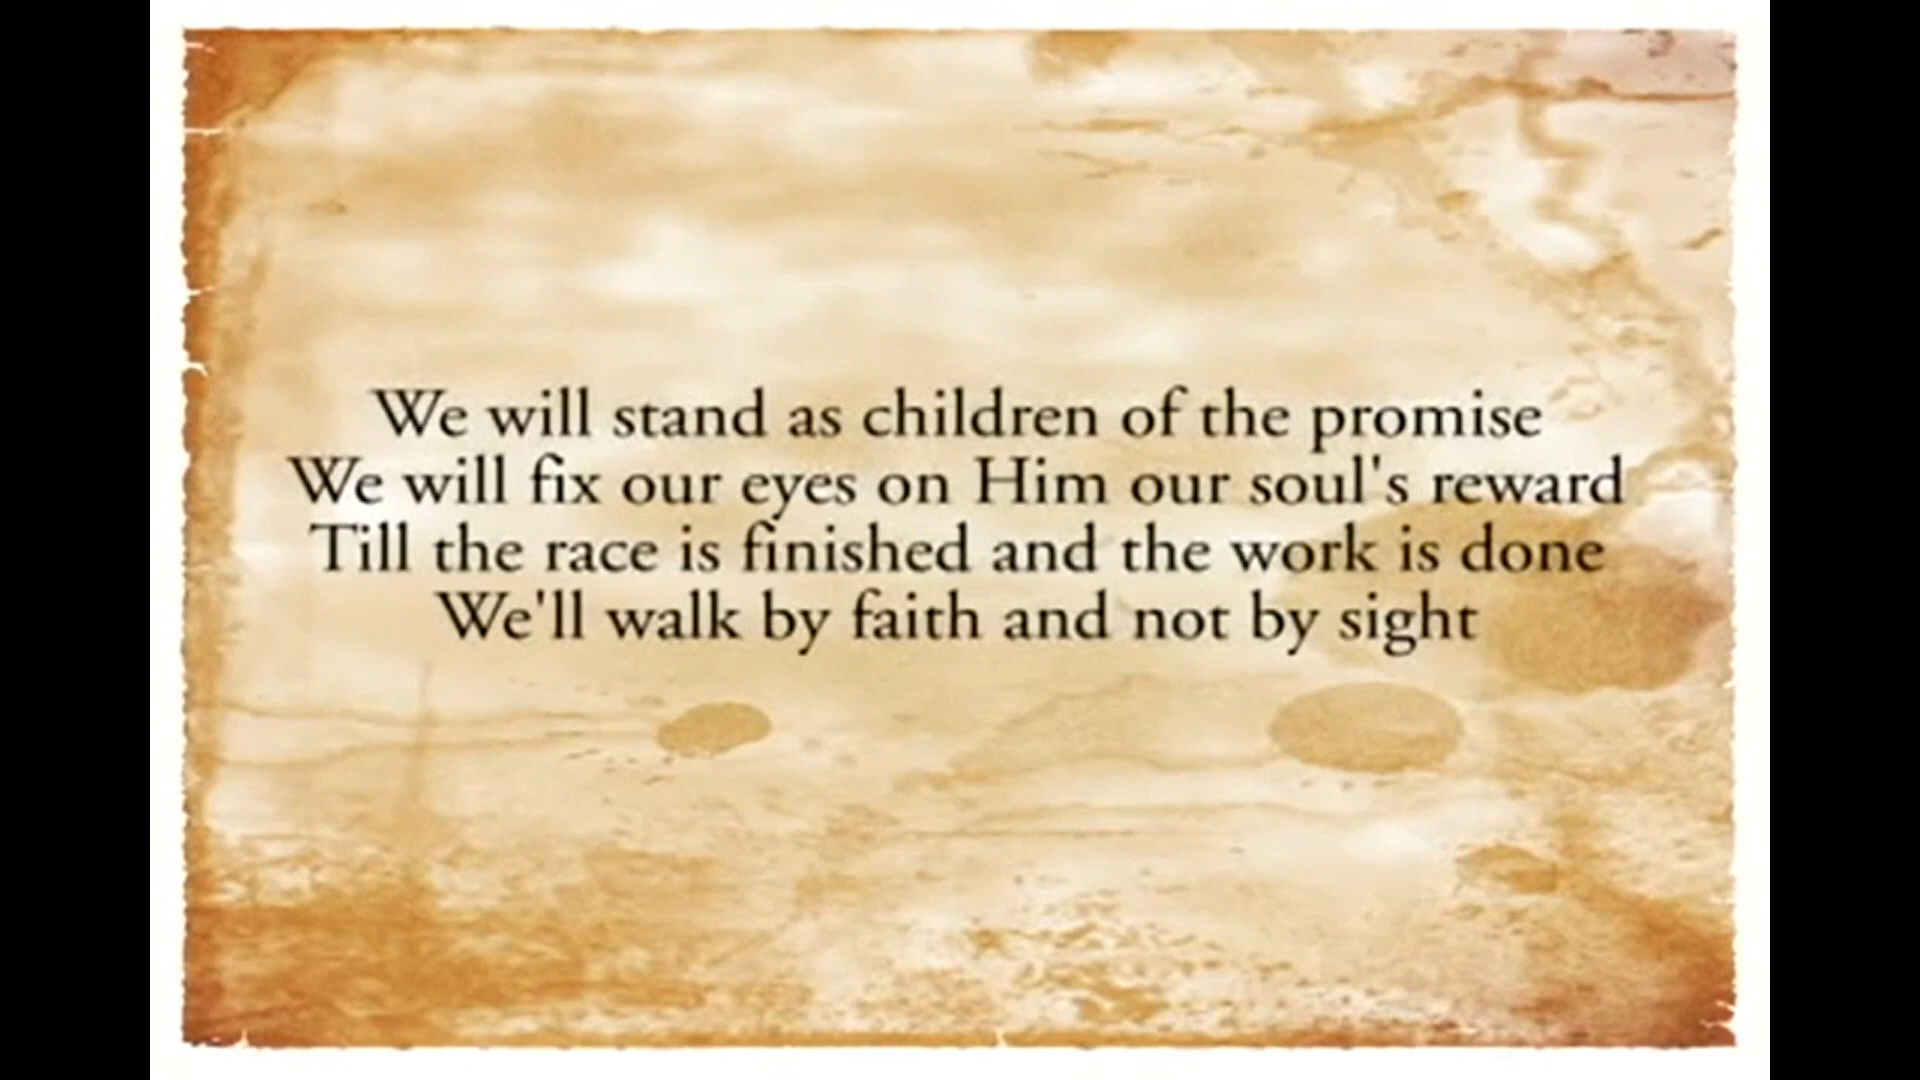 We will stand as children of the promise
We will fix our eyes on Him our soul's reward
Till the race is finished and the work is done
We'll walk by faith and not by sight